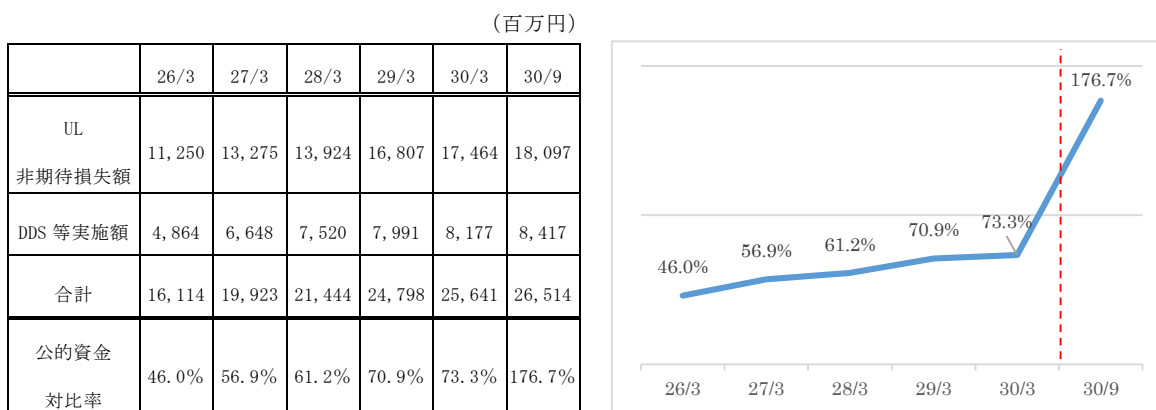 （百万円）
26/3 27/3 28/3 29/3 30/3 30/9
UL
非期待損失額
11,250 13,275 13,924 16,807 17,464 18,097
DDS 等実施額 4,864 6,648 7,520 7,991 8,177 8,417
合計 16,114 19,923 21,444 24,798 25,641 26,514
公的資金
対比率
46.0% 56.9% 61.2% 70.9% 73.3% 176.7%
46.0% 56.9% 61.2% 70.9% 73.3% 176.7%
26/3 27/3 28/3 29/3 30/3 30/9